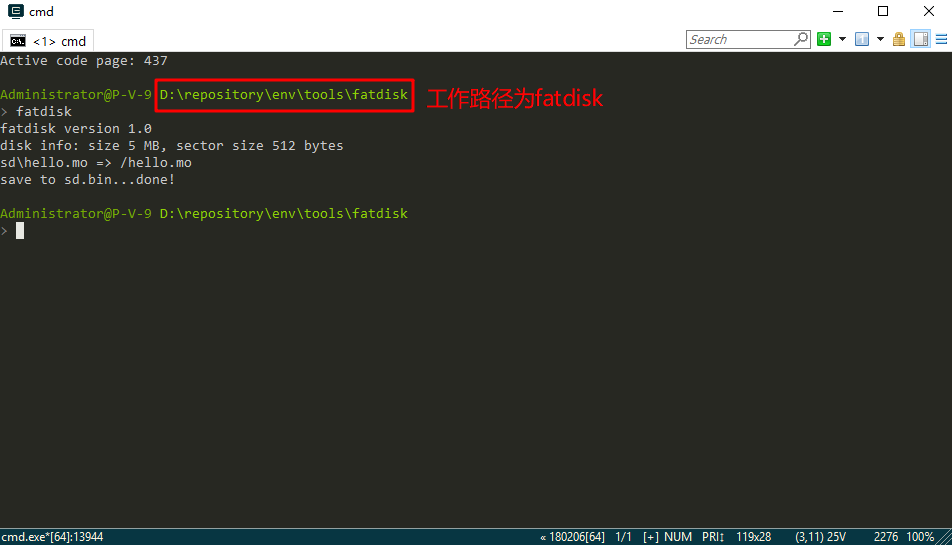 cmd
<1> cmd
Search
Active code page: 437
Administrator@P-V-9 D:\repository\env\tools\fatdisk
工作路径为fatdisk
> fatdisk
fatdisk version 1.0
disk info: size 5 MB, sector size 512 bytes
sd\hello.mo => /hello.mo
save to sd.bin...done!
Administrator@P-V-9 D:\repository\env\tools\fatdisk
>
cmd.exe*[64]:13944 « 180206[64] 1/1 [+] NUM PRI↕ 119x28 (3,11) 25V 2276 100%